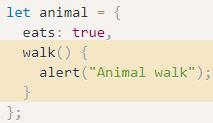 let animal = {
  eats: true,
  walk() {
    alert("Animal walk");
  }
};